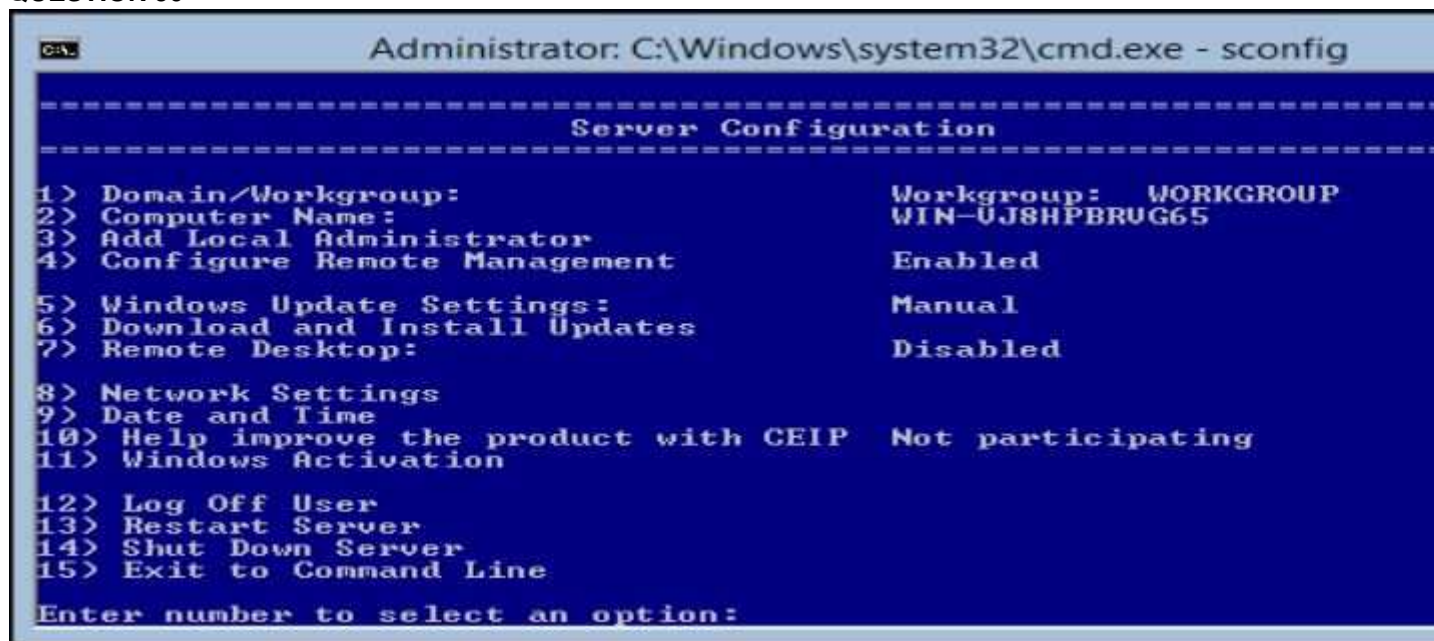 Administrator: C:\Windows\system32\cmd.exe - sconfig
Server Configuration
1) Domain/Workgroup: Workgroup: WORKGROUP
2) Computer Name: WIN-VJ8HPBRVG65
3) Add Local Administrator
4) Configure Remote Management Enabled
5) Windows Update Settings: Manual
6) Download and Install Updates
7) Remote Desktop: Disabled
8) Network Settings
9) Date and Time
10) Help improve the product with CEIP Not participating
11) Windows Activation
12) Log Off User
13) Restart Server
14) Shut Down Server
15) Exit to Command Line
Enter number to select an option: